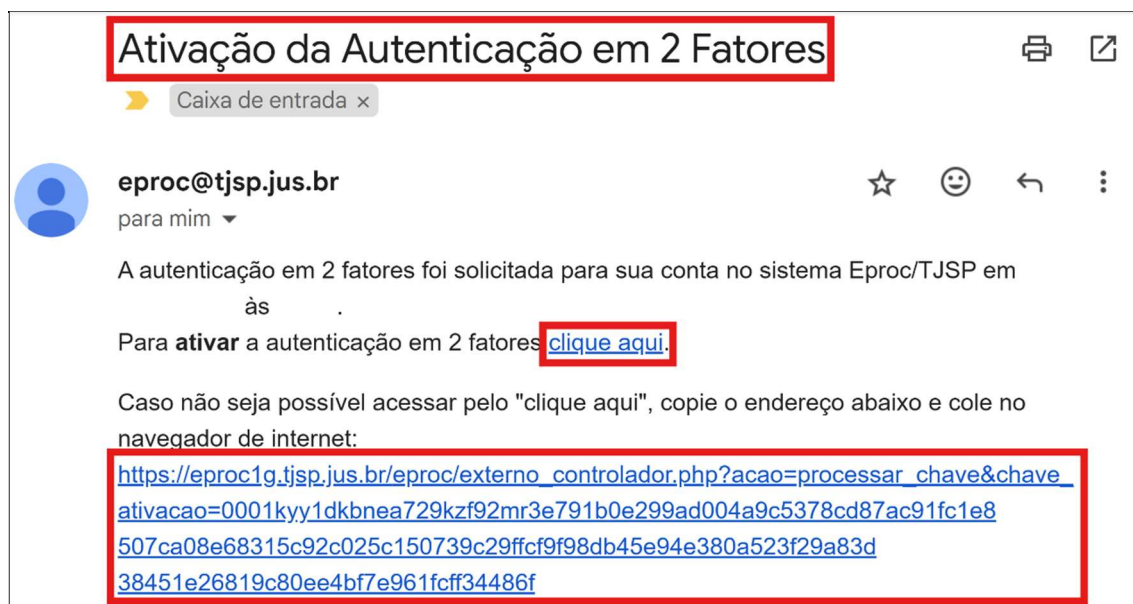 Ativação da Autenticação em 2 Fatores
Caixa de entrada ×
eproc@tjsp.jus.br
para mim
A autenticação em 2 fatores foi solicitada para sua conta no sistema Eproc/TJSP em
às .
Para ativar a autenticação em 2 fatores clique aqui.
Caso não seja possível acessar pelo "clique aqui", copie o endereço abaixo e cole no
navegador de internet:
https://eproc1g.tjsp.jus.br/eproc/externo_controlador.php?acao=processar_chave&chave_
ativacao=0001kyy1dkbnea729kzf92mr3e791b0e299ad004a9c5378cd87ac91fc1e8
507ca08e68315c92c025c150739c29ffcf9f98db45e94e380a523f29a83d
38451e26819c80ee4bf7e961fcff34486f